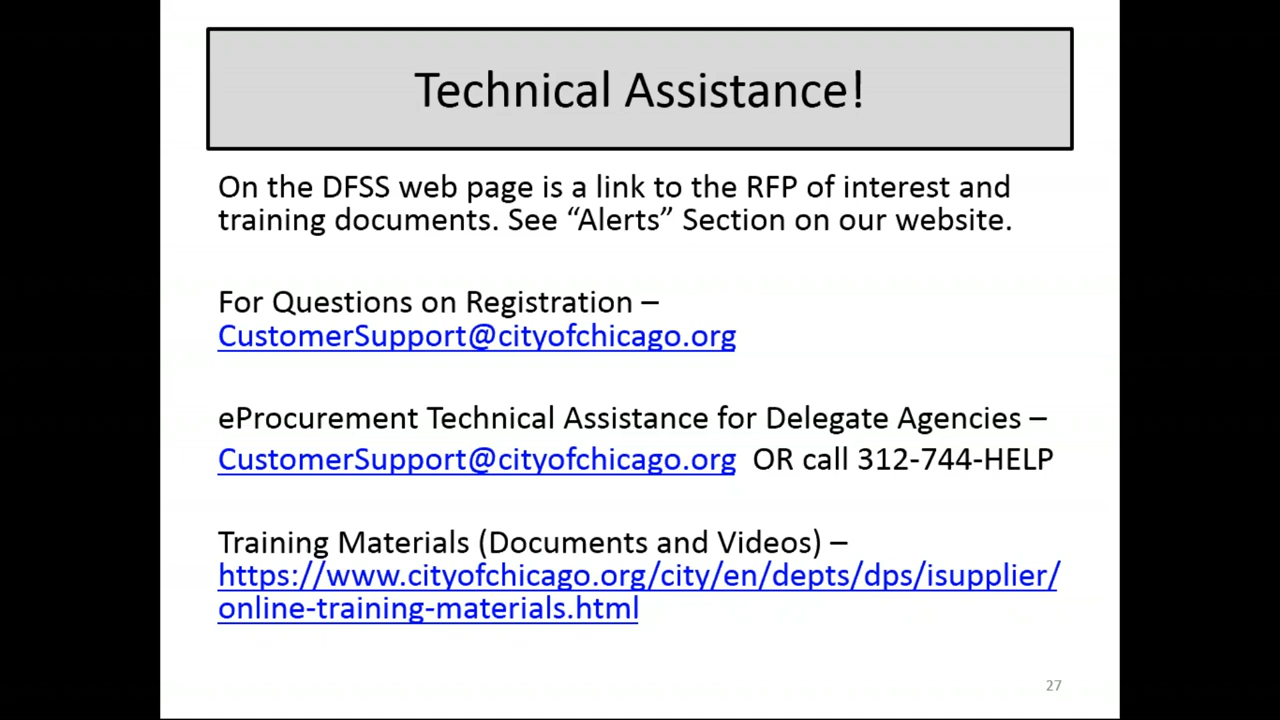 Technical Assistance!
On the DFSS web page is a link to the RFP of interest and
training documents. See “Alerts” Section on our website.
For Questions on Registration –
CustomerSupport@cityofchicago.org
eProcurement Technical Assistance for Delegate Agencies –
CustomerSupport@cityofchicago.org OR call 312-744-HELP
Training Materials (Documents and Videos) –
https://www.cityofchicago.org/city/en/depts/dps/isupplier/
online-training-materials.html
27